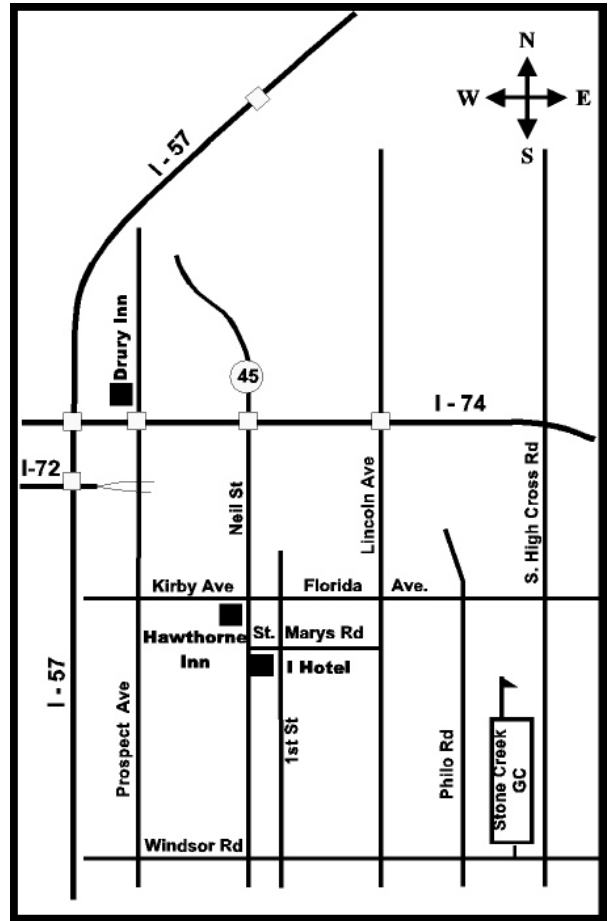 N
W E
S
I - 57
Drury Inn
45
I - 74
I-72
Neil St
Lincoln Ave
S. High Cross Rd
Kirby Ave Florida Ave.
Hawthorne
Inn
St. Marys Rd
I Hotel
I - 57
Prospect Ave
1st St
Philo Rd
Stone Creek
GC
Windsor Rd